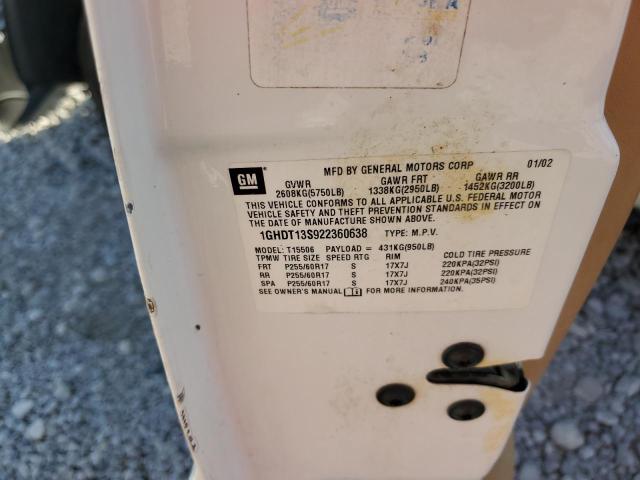 MFD BY GENERAL MOTORS CORP 01/02
GM
GVWR GAWR FRT GAWR RR
2608KG(5750LB) 1338KG(2950LB) 1452KG(3200LB)
THIS VEHICLE CONFORMS TO ALL APPLICABLE U.S. FEDERAL MOTOR
VEHICLE SAFETY AND THEFT PREVENTION STANDARDS IN EFFECT ON
THE DATE OF MANUFACTURE SHOWN ABOVE.
1GHDT13S922360638 TYPE: M.P.V.
MODEL: T15506 PAYLOAD = 431KG(950LB)
TPMW TIRE SIZE SPEED RTG RIM COLD TIRE PRESSURE
FRT P255/60R17 S 17X7J 220KPA(32PSI)
RR P255/60R17 S 17X7J 220KPA(32PSI)
SPA P255/60R17 S 17X7J 240KPA(35PSI)
SEE OWNER'S MANUAL FOR MORE INFORMATION.